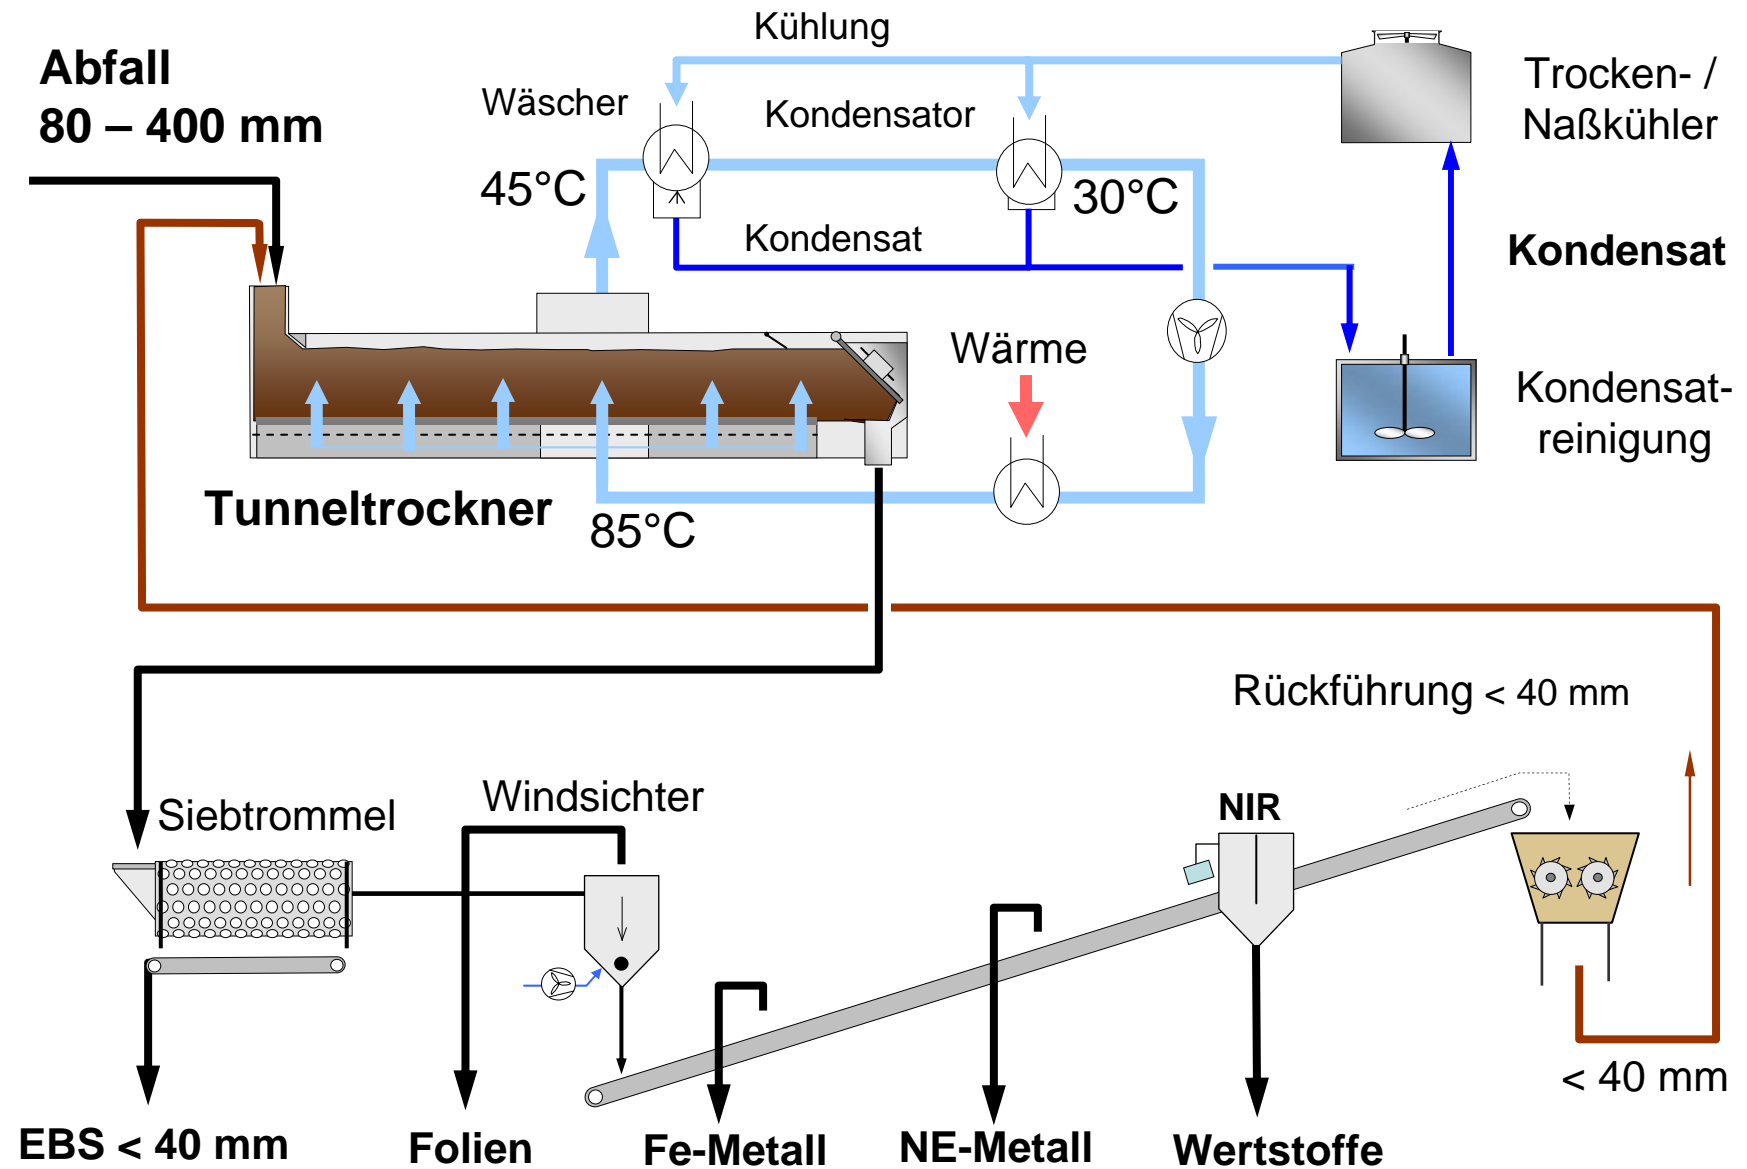 Kühlung
Abfall
80 – 400 mm
Wäscher
Kondensator
Trocken- /
Naßkühler
45°C
30°C
Kondensat
Kondensat
Wärme
Kondensat-
reinigung
Tunneltrockner
85°C
Rückführung < 40 mm
Siebtrommel
Windsichter
NIR
< 40 mm
EBS < 40 mm
Folien
Fe-Metall
NE-Metall
Wertstoffe